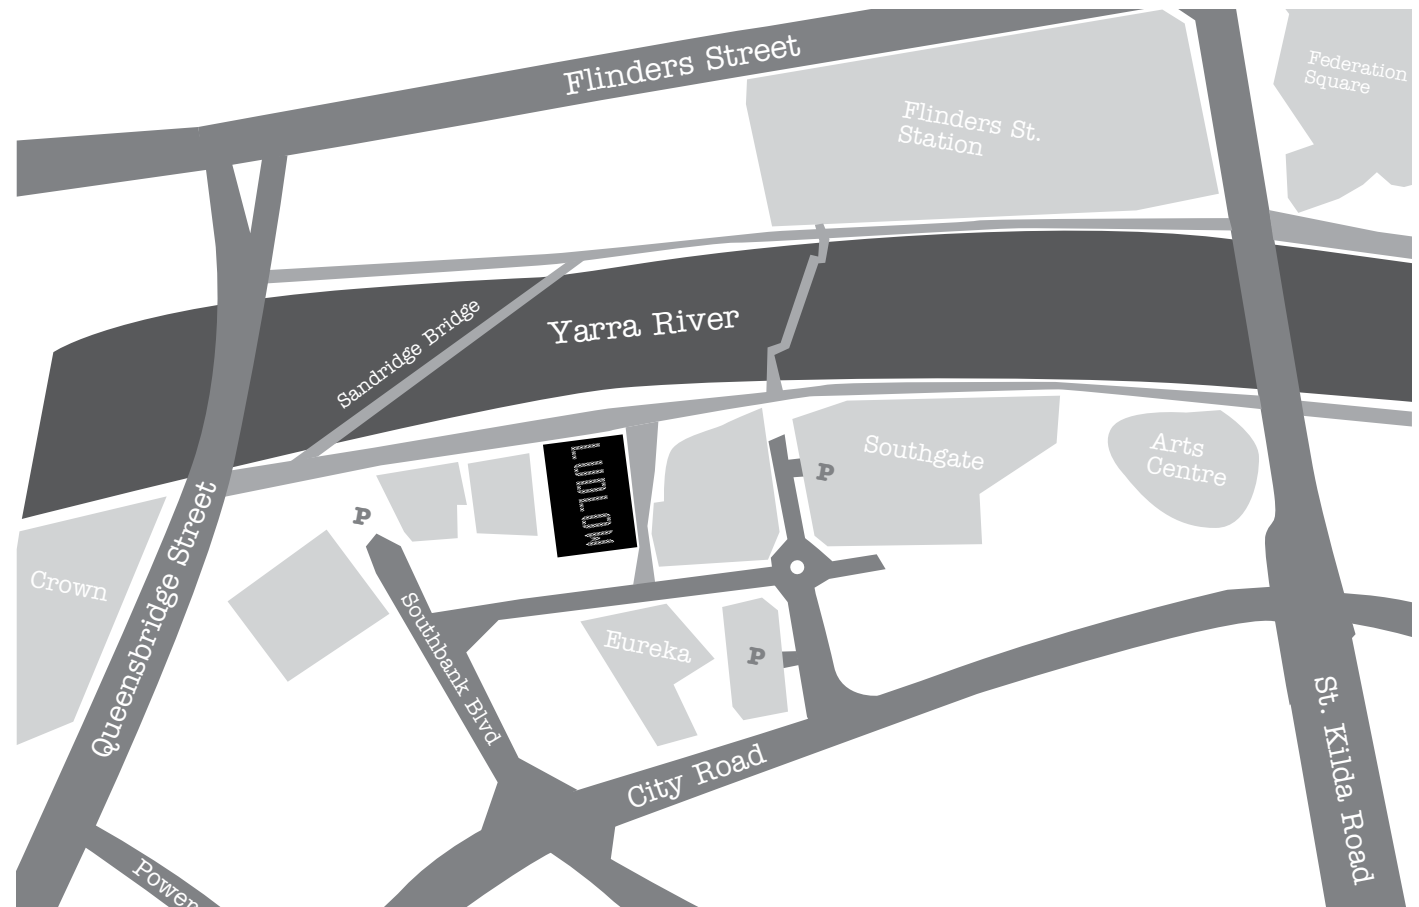 Flinders Street
Federation
Square
Flinders St.
Station
Sandridge Bridge
Yarra River
LUDLOW
Southgate
P
Arts
Centre
P
Crown
Queensbridge Street
Southbank Blvd
Eureka
P
City Road
St. Kilda Road
Power